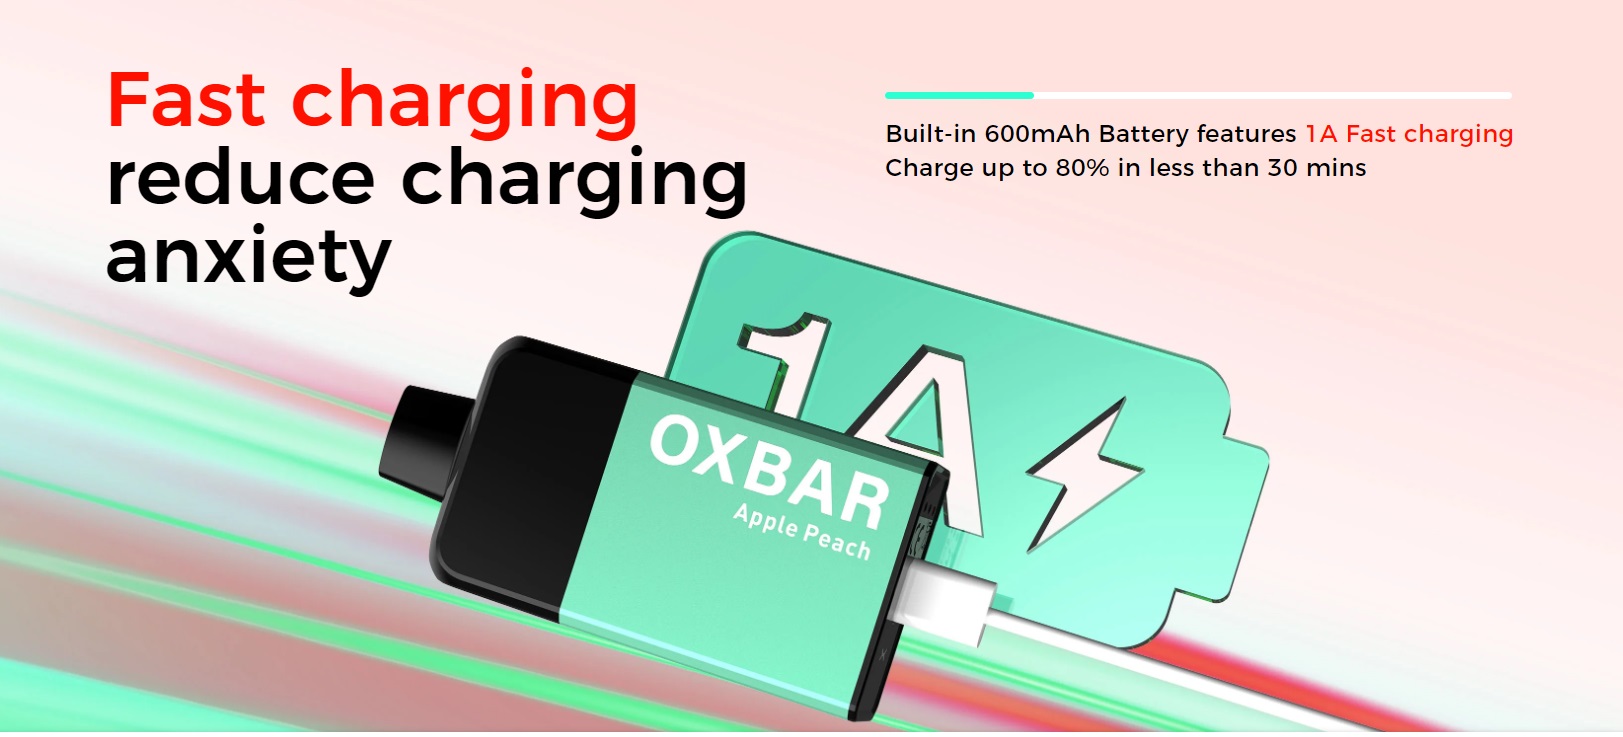 Fast charging
reduce charging
anxiety
Built-in 600mAh Battery features 1A Fast charging
Charge up to 80% in less than 30 mins
1A
OXBAR
Apple Peach